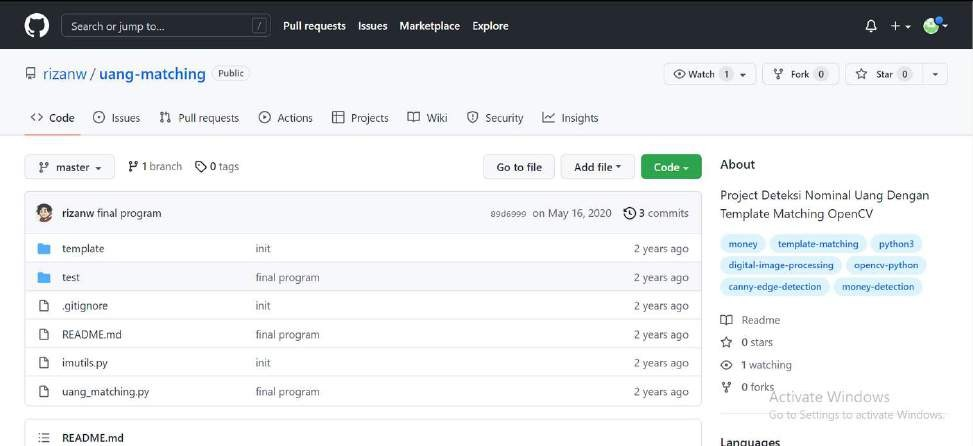 Search or jump to... / Pull requests Issues Marketplace Explore
rizanw / uang-matching Public Watch 1 Fork 0 Star 0
Code Issues Pull requests Actions Projects Wiki Security Insights
master 1 branch 0 tags Go to file Add file Code
rizanw final program 89d6999 on May 16, 2020 3 commits
template init 2 years ago
test final program 2 years ago
.gitignore init 2 years ago
README.md final program 2 years ago
imutils.py init 2 years ago
uang_matching.py final program 2 years ago
README.md
About
Project Deteksi Nominal Uang Dengan
Template Matching OpenCV
money template-matching python3
digital-image-processing opencv-python
canny-edge-detection money-detection
Readme
0 stars
1 watching
0 forks
Activate Windows
Go to Settings to activate Windows.
Languages